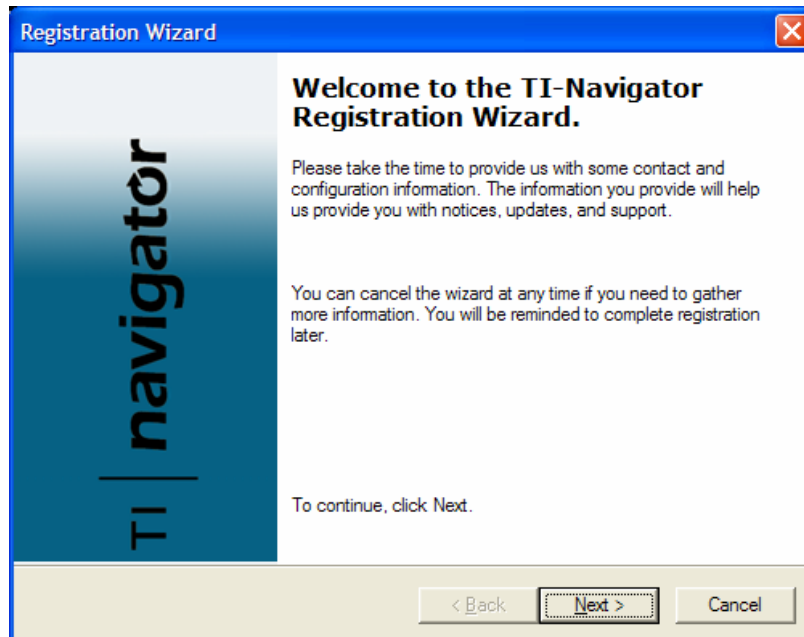 Registration Wizard
TI | navigator
Welcome to the TI-Navigator
Registration Wizard.
Please take the time to provide us with some contact and
configuration information. The information you provide will help
us provide you with notices, updates, and support.
You can cancel the wizard at any time if you need to gather
more information. You will be reminded to complete registration
later.
To continue, click Next.
< Back Next > Cancel